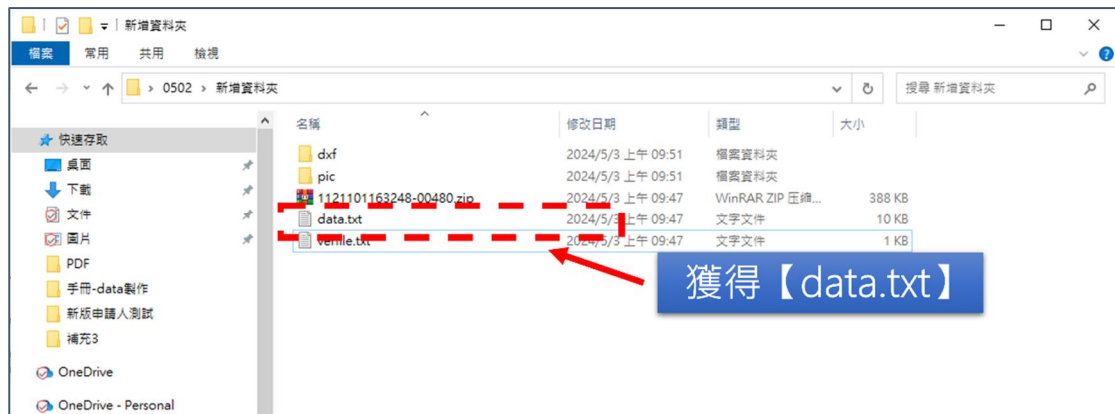 新增資料夾
檔案 常用 共用 檢視
0502 › 新增資料夾
搜尋 新增資料夾
名稱 修改日期 類型 大小
快速存取
桌面
下載
文件
圖片
PDF
手冊-data製作
新版申請人測試
補充3
OneDrive
OneDrive - Personal
dxf 2024/5/3 上午 09:51 檔案資料夾
pic 2024/5/3 上午 09:51 檔案資料夾
1121101163248-00480.zip 2024/5/3 上午 09:47 WinRAR ZIP 压缩... 388 KB
data.txt 2024/5/3 上午 09:47 文字文件 10 KB
verfile.txt 2024/5/3 上午 09:47 文字文件 1 KB
獲得【data.txt】